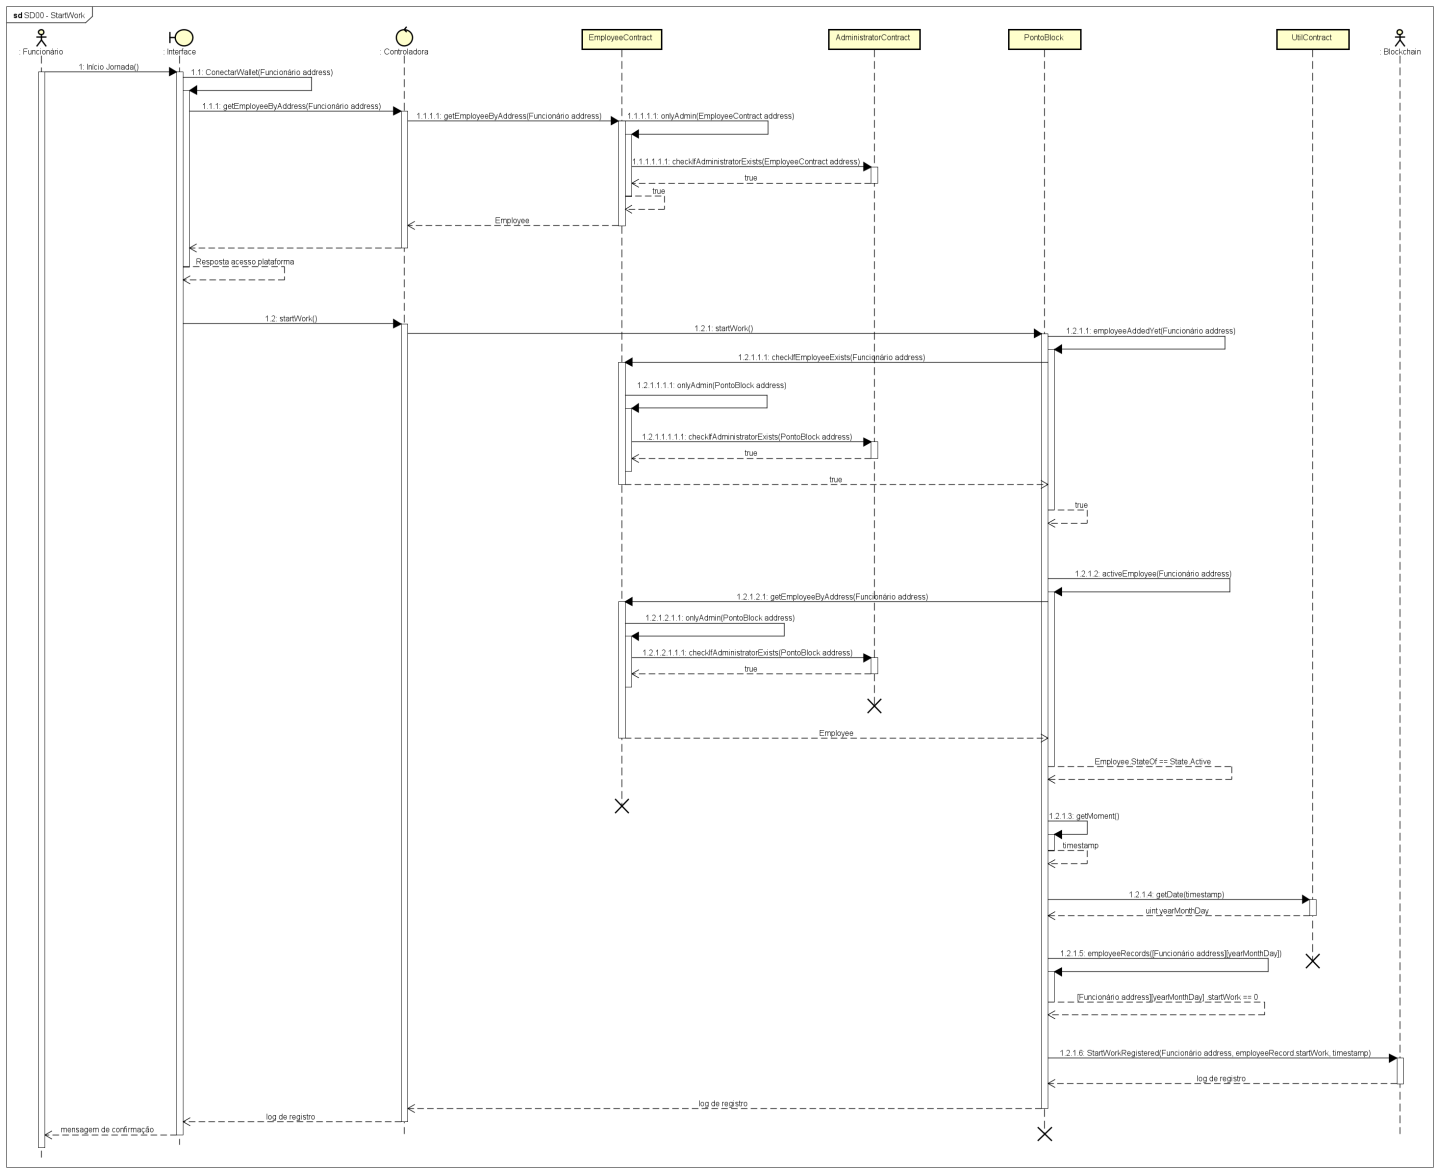 sd SD00 - StartWork
: Funcionário
: Interface
: Controladora
EmployeeContract
AdministratorContract
PontoBlock
UtilContract
: Blockchain
1: Início Jornada()
1.1: ConectarWallet(Funcionário address)
1.1.1: getEmployeeByAddress(Funcionário address)
1.1.1.1: getEmployeeByAddress(Funcionário address)
1.1.1.1.1: onlyAdmin(EmployeeContract address)
1.1.1.1.1.1: checkIfAdministratorExists(EmployeeContract address)
true
true
Employee
Resposta acesso plataforma
1.2: startWork()
1.2.1: startWork()
1.2.1.1: employeeAddedYet(Funcionário address)
1.2.1.1.1: checkIfEmployeeExists(Funcionário address)
1.2.1.1.1.1: onlyAdmin(PontoBlock address)
1.2.1.1.1.1.1: checkIfAdministratorExists(PontoBlock address)
true
true
true
1.2.1.2: activeEmployee(Funcionário address)
1.2.1.2.1: getEmployeeByAddress(Funcionário address)
1.2.1.2.1.1: onlyAdmin(PontoBlock address)
1.2.1.2.1.1.1: checkIfAdministratorExists(PontoBlock address)
true
Employee
Employee.StateOf == State.Active
1.2.1.3: getMoment()
timestamp
1.2.1.4: getDate(timestamp)
uint:yearMonthDay
1.2.1.5: employeeRecords([Funcionário address][yearMonthDay])
[Funcionário address][yearMonthDay] .startWork == 0
1.2.1.6: StartWorkRegistered(Funcionário address, employeeRecord.startWork, timestamp)
log de registro
log de registro
log de registro
mensagem de confirmação